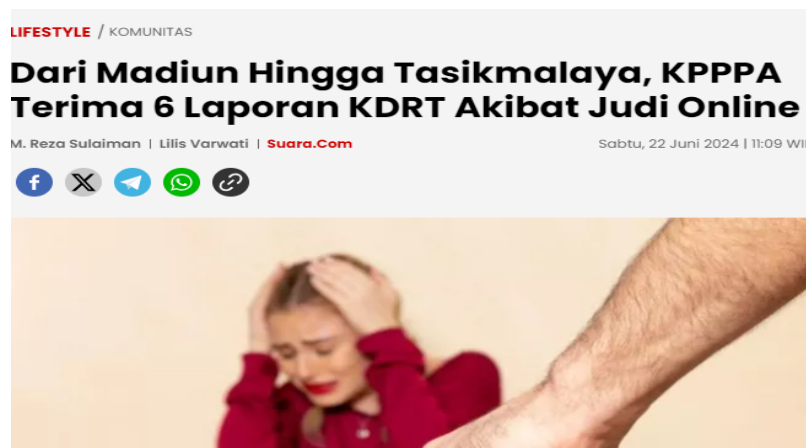 LIFESTYLE / KOMUNITAS
Dari Madiun Hingga Tasikmalaya, KPPPA
Terima 6 Laporan KDRT Akibat Judi Online
M. Reza Sulaiman | Lilis Varwati | Suara.Com
Sabtu, 22 Juni 2024 | 11:09 WI